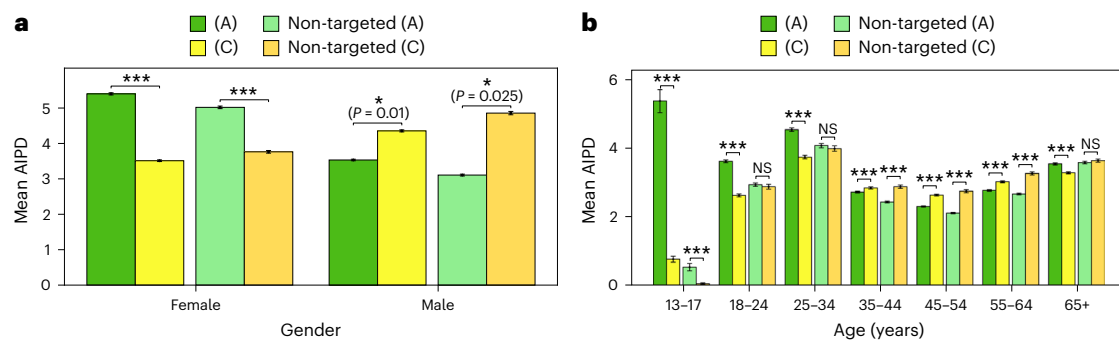 a
(A) Non-targeted (A)
(C) Non-targeted (C)
Mean AIPD
5
4
3
2
1
0
***
***
*
(P = 0.01)
*
(P = 0.025)
Female Male
Gender
b
(A) Non-targeted (A)
(C) Non-targeted (C)
Mean AIPD
6
4
2
0
***
***
***
NS
***
NS
***
***
***
***
***
***
***
NS
13–17 18–24 25–34 35–44 45–54 55–64 65+
Age (years)